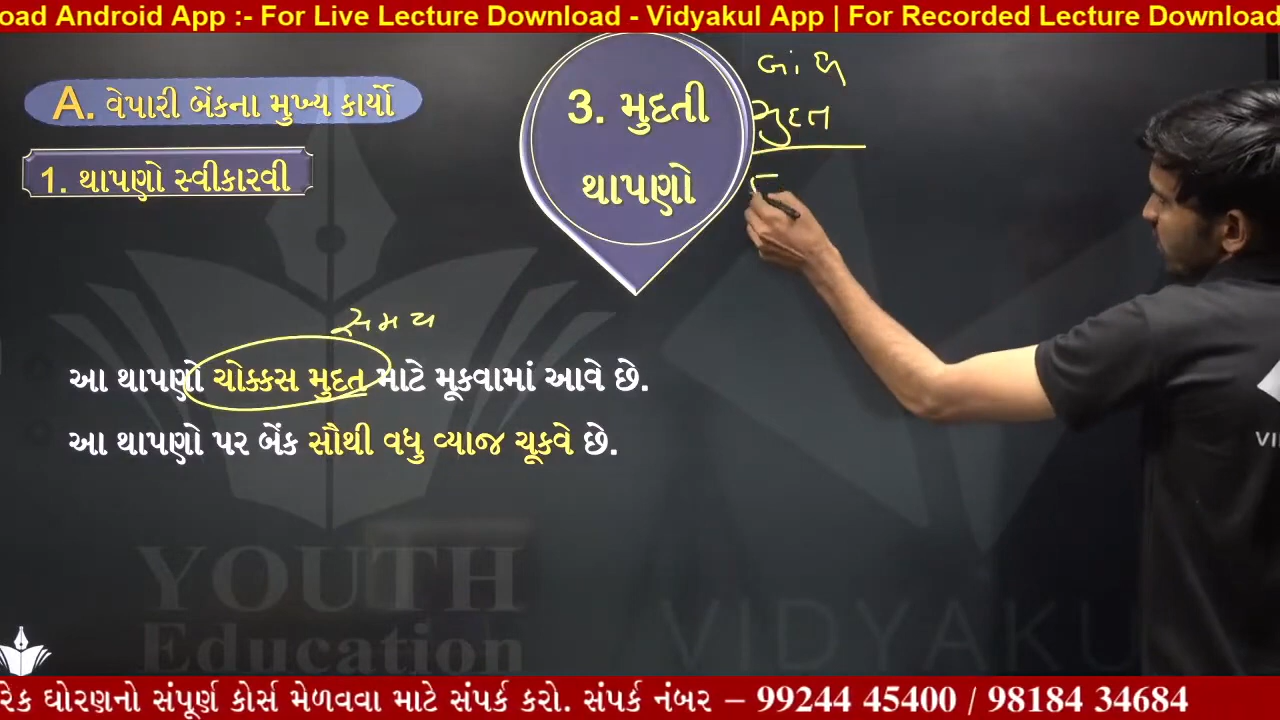 oad Android App :- For Live Lecture Download - Vidyakul App | For Recorded Lecture Download
A. વેપારી બેંકના મુખ્ય કાર્યો
1. થાપણો સ્વીકારવી
3. મુદતી
થાપણો
બાંધી
મુદત
સમય
આ થાપણો ચોક્કસ મુદત માટે મૂકવામાં આવે છે.
આ થાપણો પર બેંક સૌથી વધુ વ્યાજ ચૂકવે છે.
YOUTH
Education
VIDYAKU
રેક ધોરણનો સંપૂર્ણ કોર્સ મેળવવા માટે સંપર્ક કરો. સંપર્ક નંબર – 99244 45400 / 98184 34684